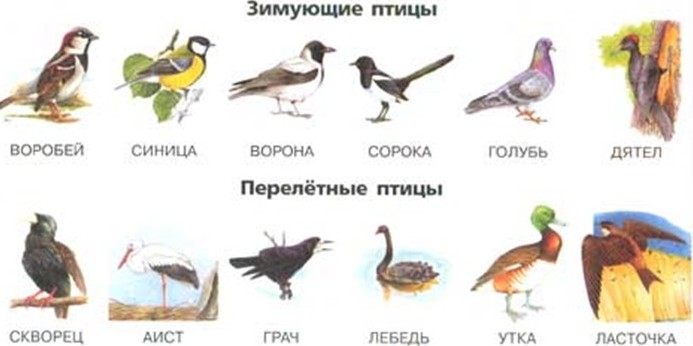 Зимующие птицы
ВОРОБЕЙ СИНИЦА ВОРОНА СОРОКА ГОЛУБЬ ДЯТЕЛ
Перелётные птицы
СКВОРЕЦ АИСТ ГРАЧ ЛЕБЕДЬ УТКА ЛАСТОЧКА